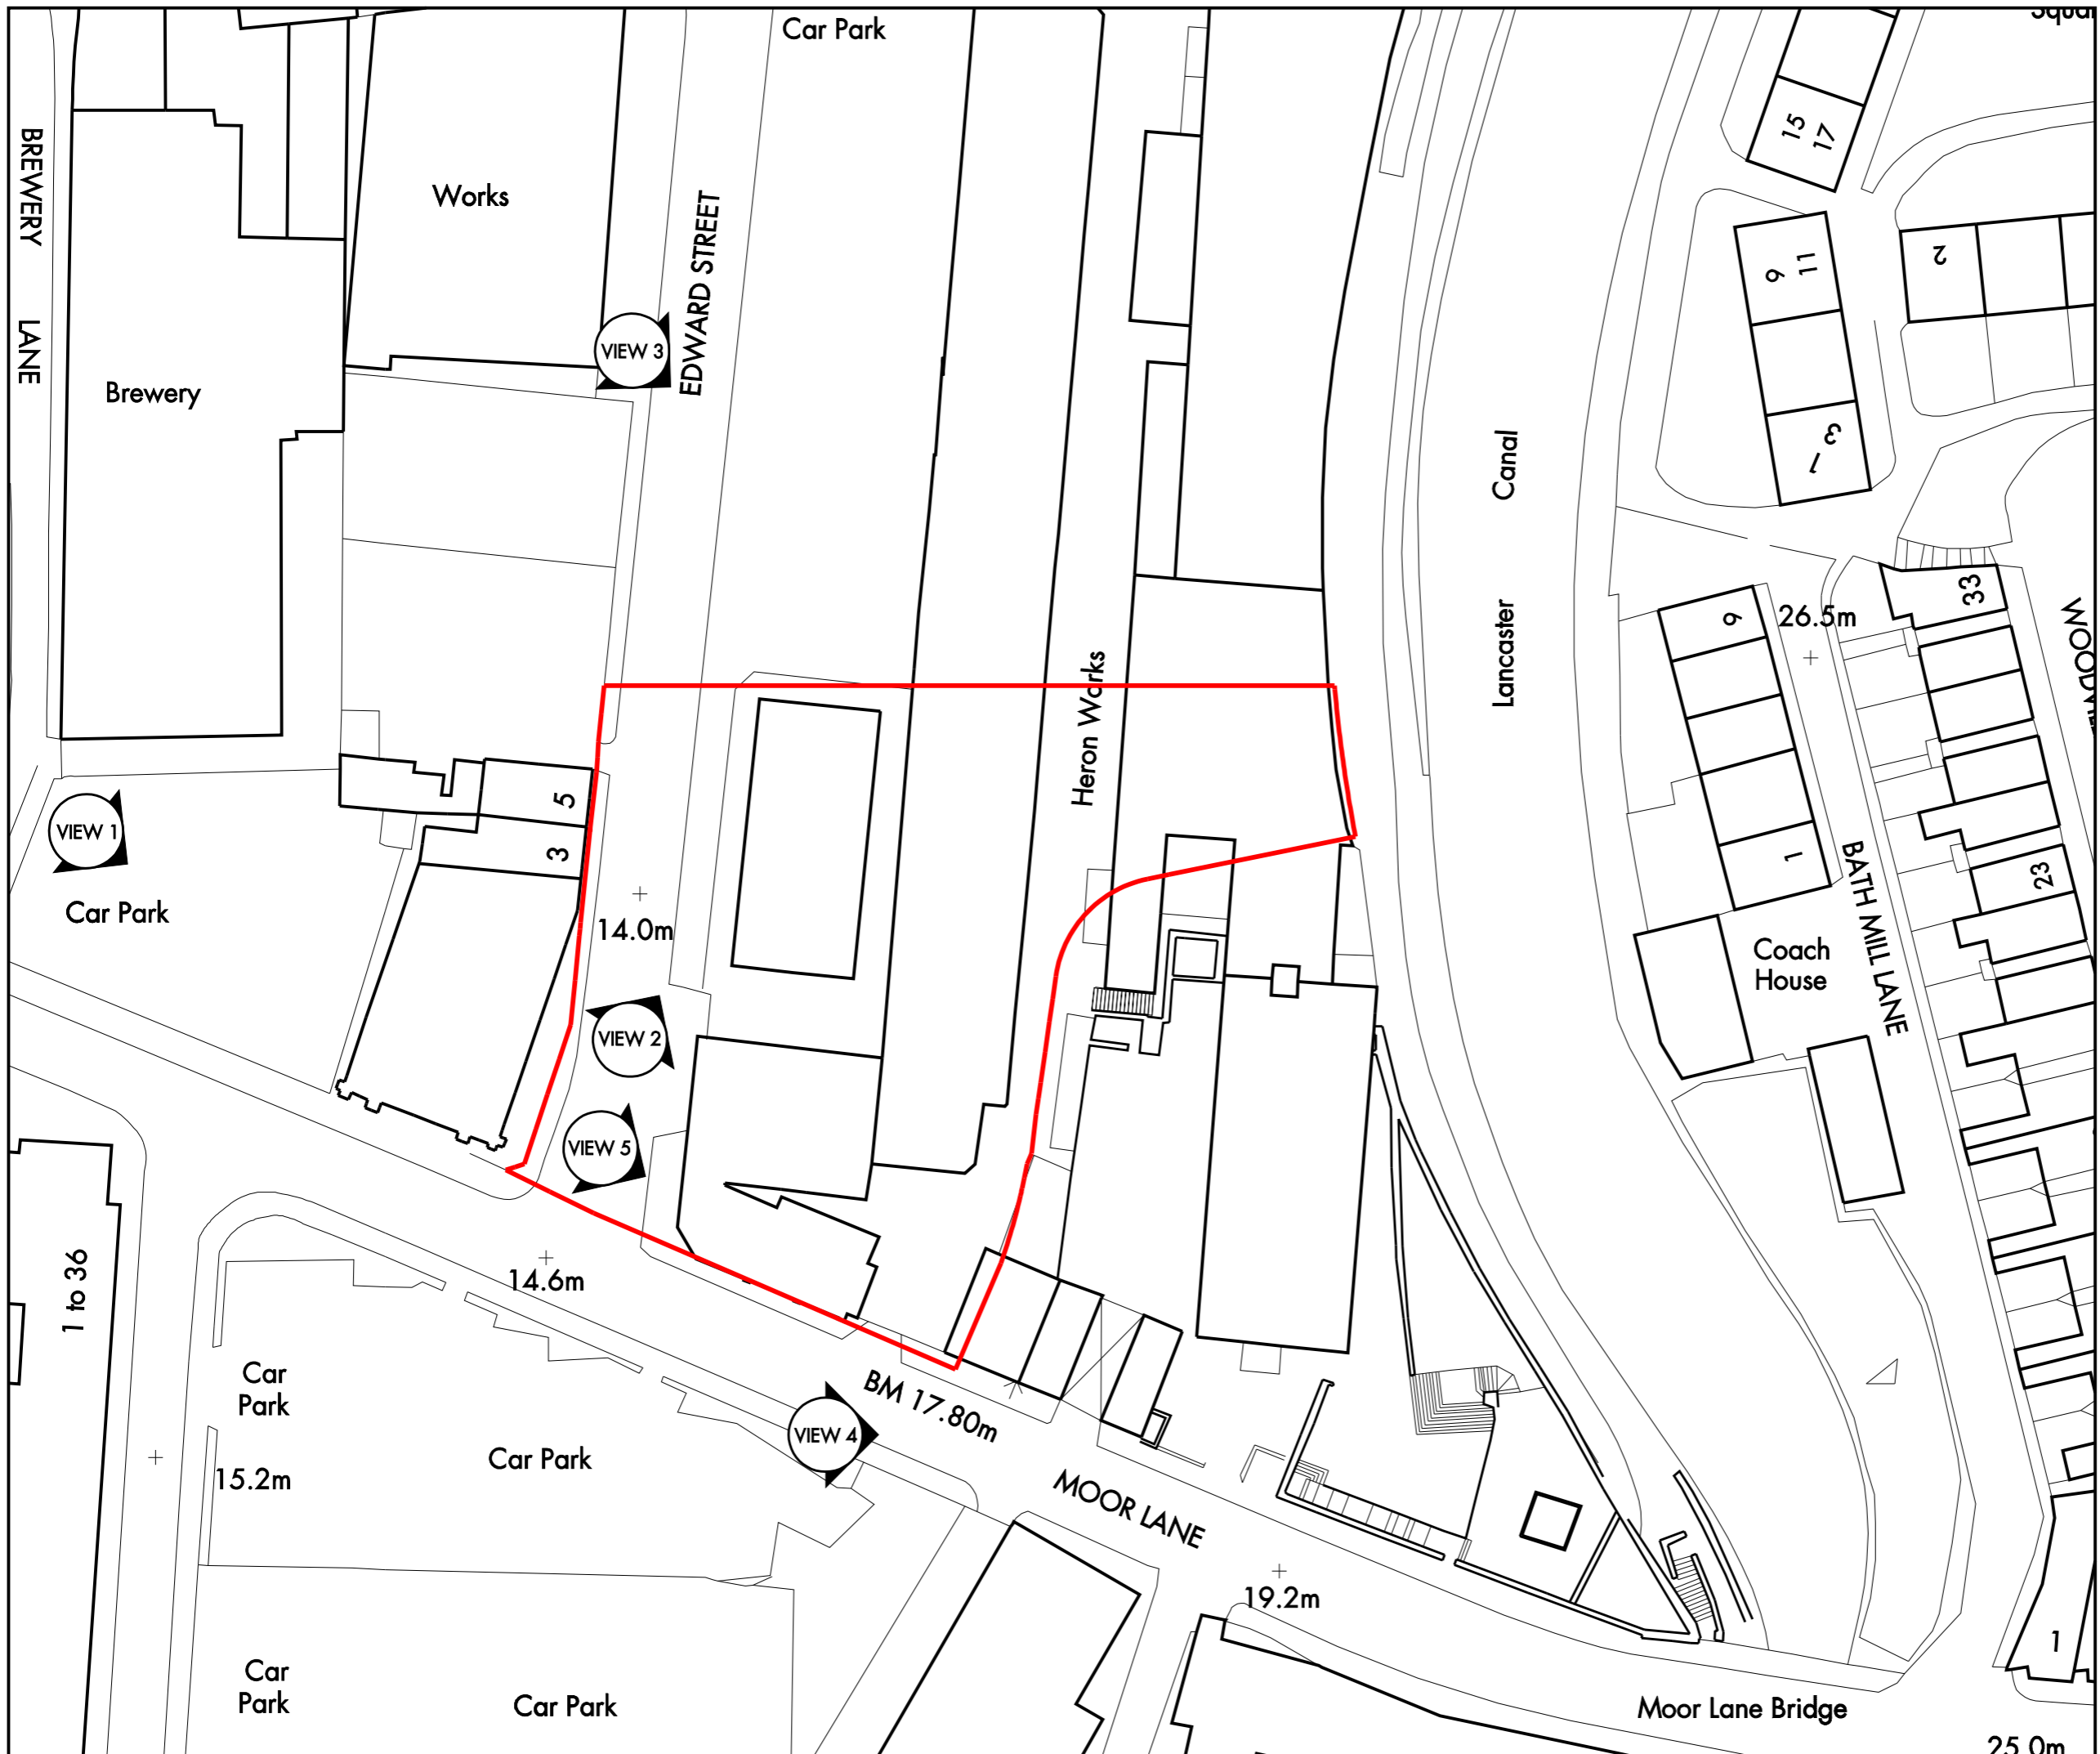 Car Park
Squar
BREWERY LANE
Works
EDWARD STREET
15
17
9
11
2
3
1
VIEW 3
Brewery
Canal
Lancaster
33
9
26.5m
Heron Works
5
3
VIEW 1
Car Park
14.0m
1
23
BATH MILL LANE
Coach
House
VIEW 2
VIEW 5
1 to 36
14.6m
Car
Park
BM 17.80m
VIEW 4
Car Park
15.2m
MOOR LANE
19.2m
1
Car
Park
Car Park
Moor Lane Bridge
25.0m